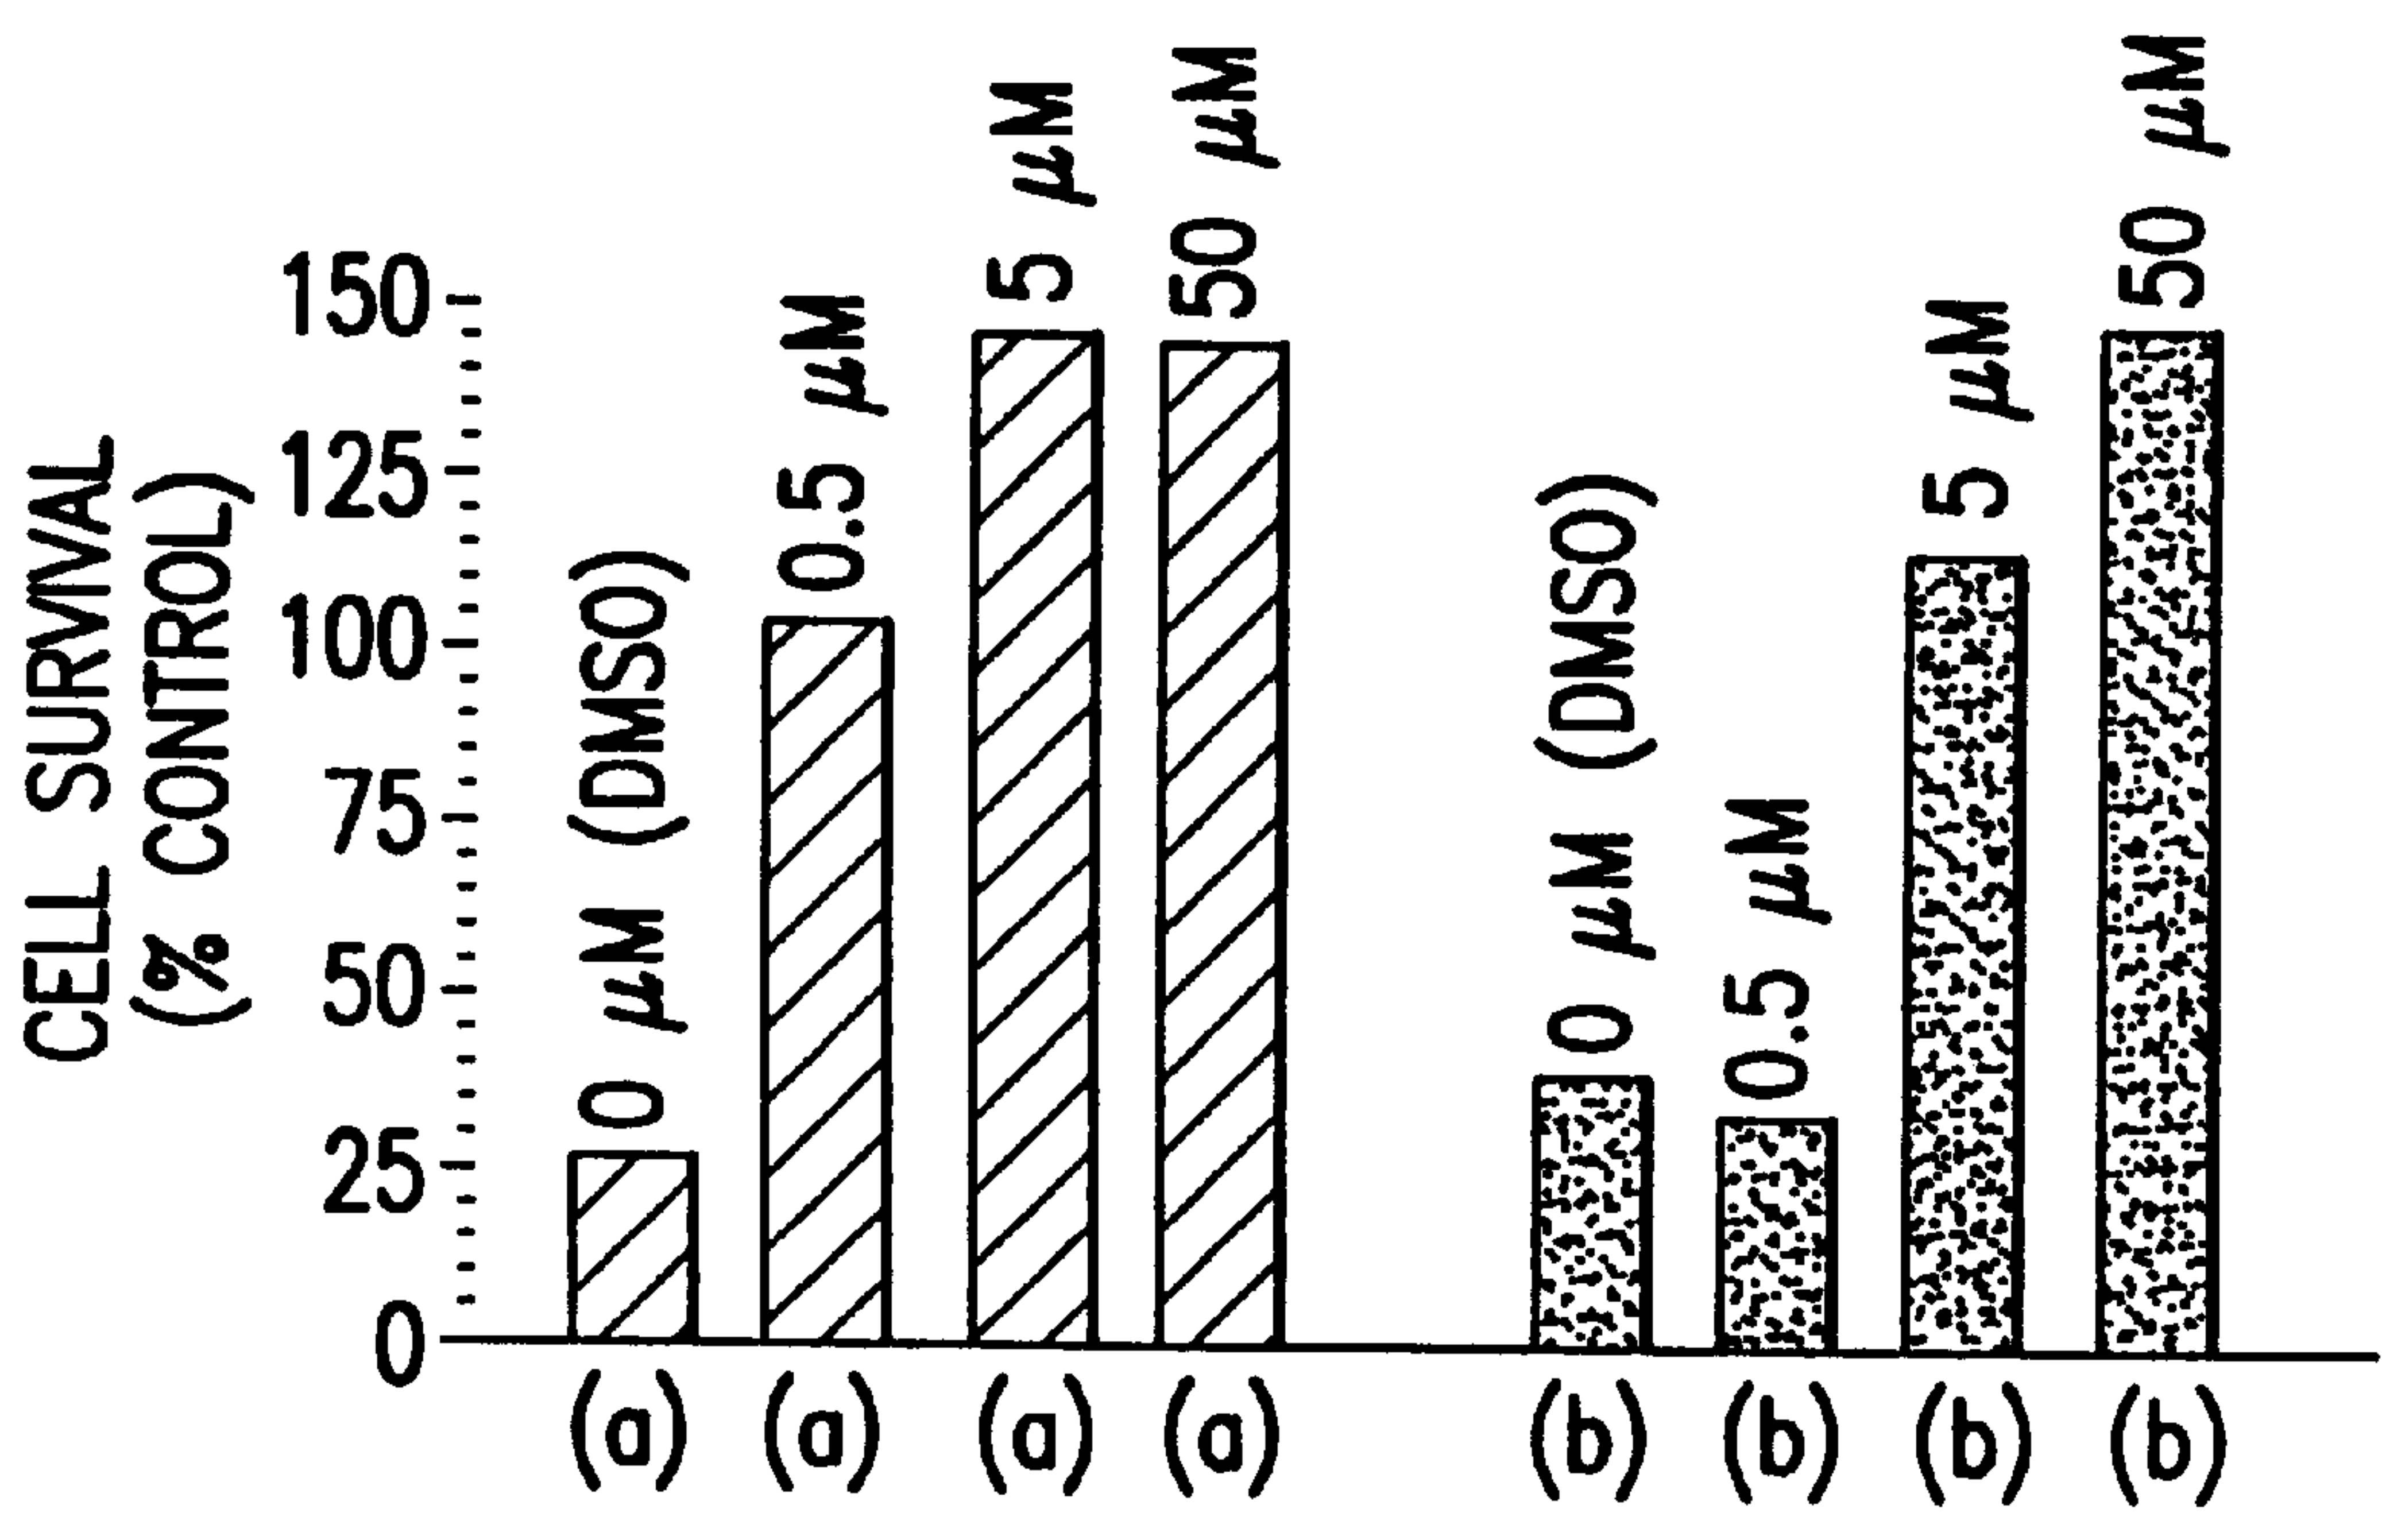 CELL SURVIVAL
(% CONTROL)
150
125
100
75
50
25
0
0 μM (DMSO)
0.5 μM
5 μM
50 μM
0 μM (DMSO)
0.5 μM
5 μM
50 μM
(a) (a) (a) (a) (b) (b) (b) (b)